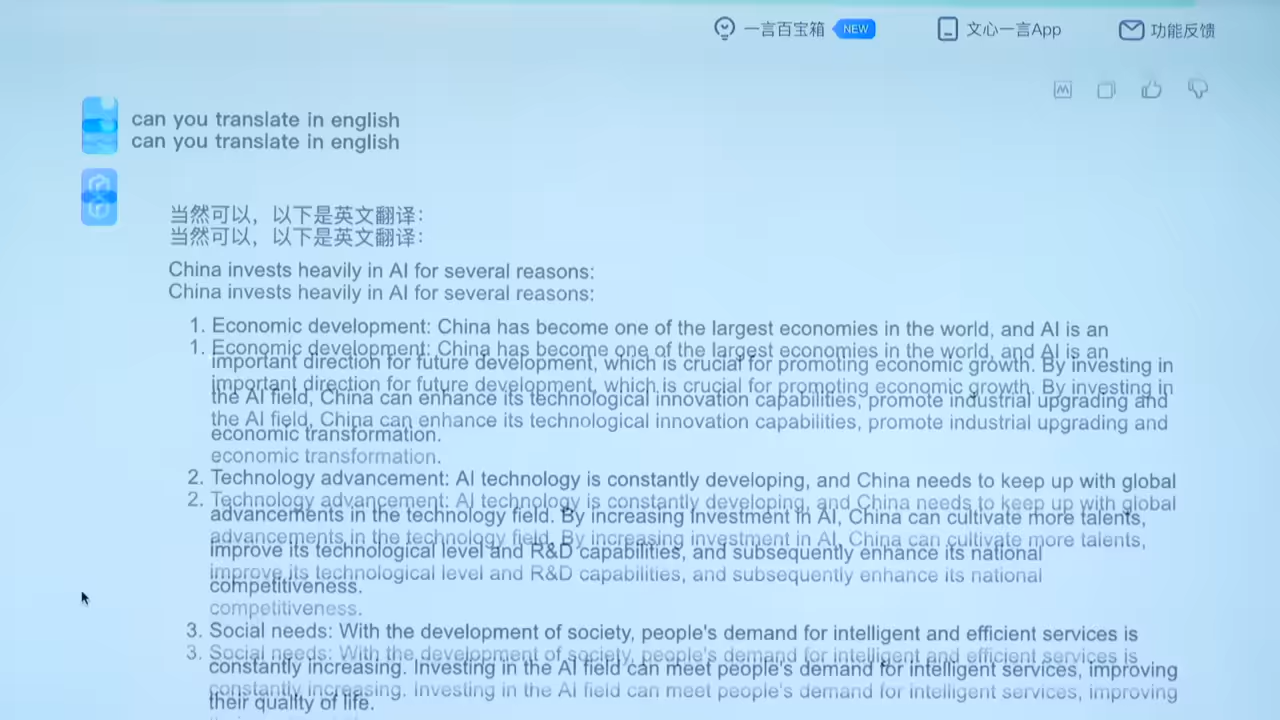 一言百宝箱 NEW 文心一言App 功能反馈
can you translate in english
当然可以，以下是英文翻译：
China invests heavily in AI for several reasons:
1. Economic development: China has become one of the largest economies in the world, and AI is an
important direction for future development, which is crucial for promoting economic growth. By investing in
the AI field, China can enhance its technological innovation capabilities, promote industrial upgrading and
economic transformation.
2. Technology advancement: AI technology is constantly developing, and China needs to keep up with global
advancements in the technology field. By increasing investment in AI, China can cultivate more talents,
improve its technological level and R&D capabilities, and subsequently enhance its national
competitiveness.
3. Social needs: With the development of society, people's demand for intelligent and efficient services is
constantly increasing. Investing in the AI field can meet people's demand for intelligent services, improving
their quality of life.